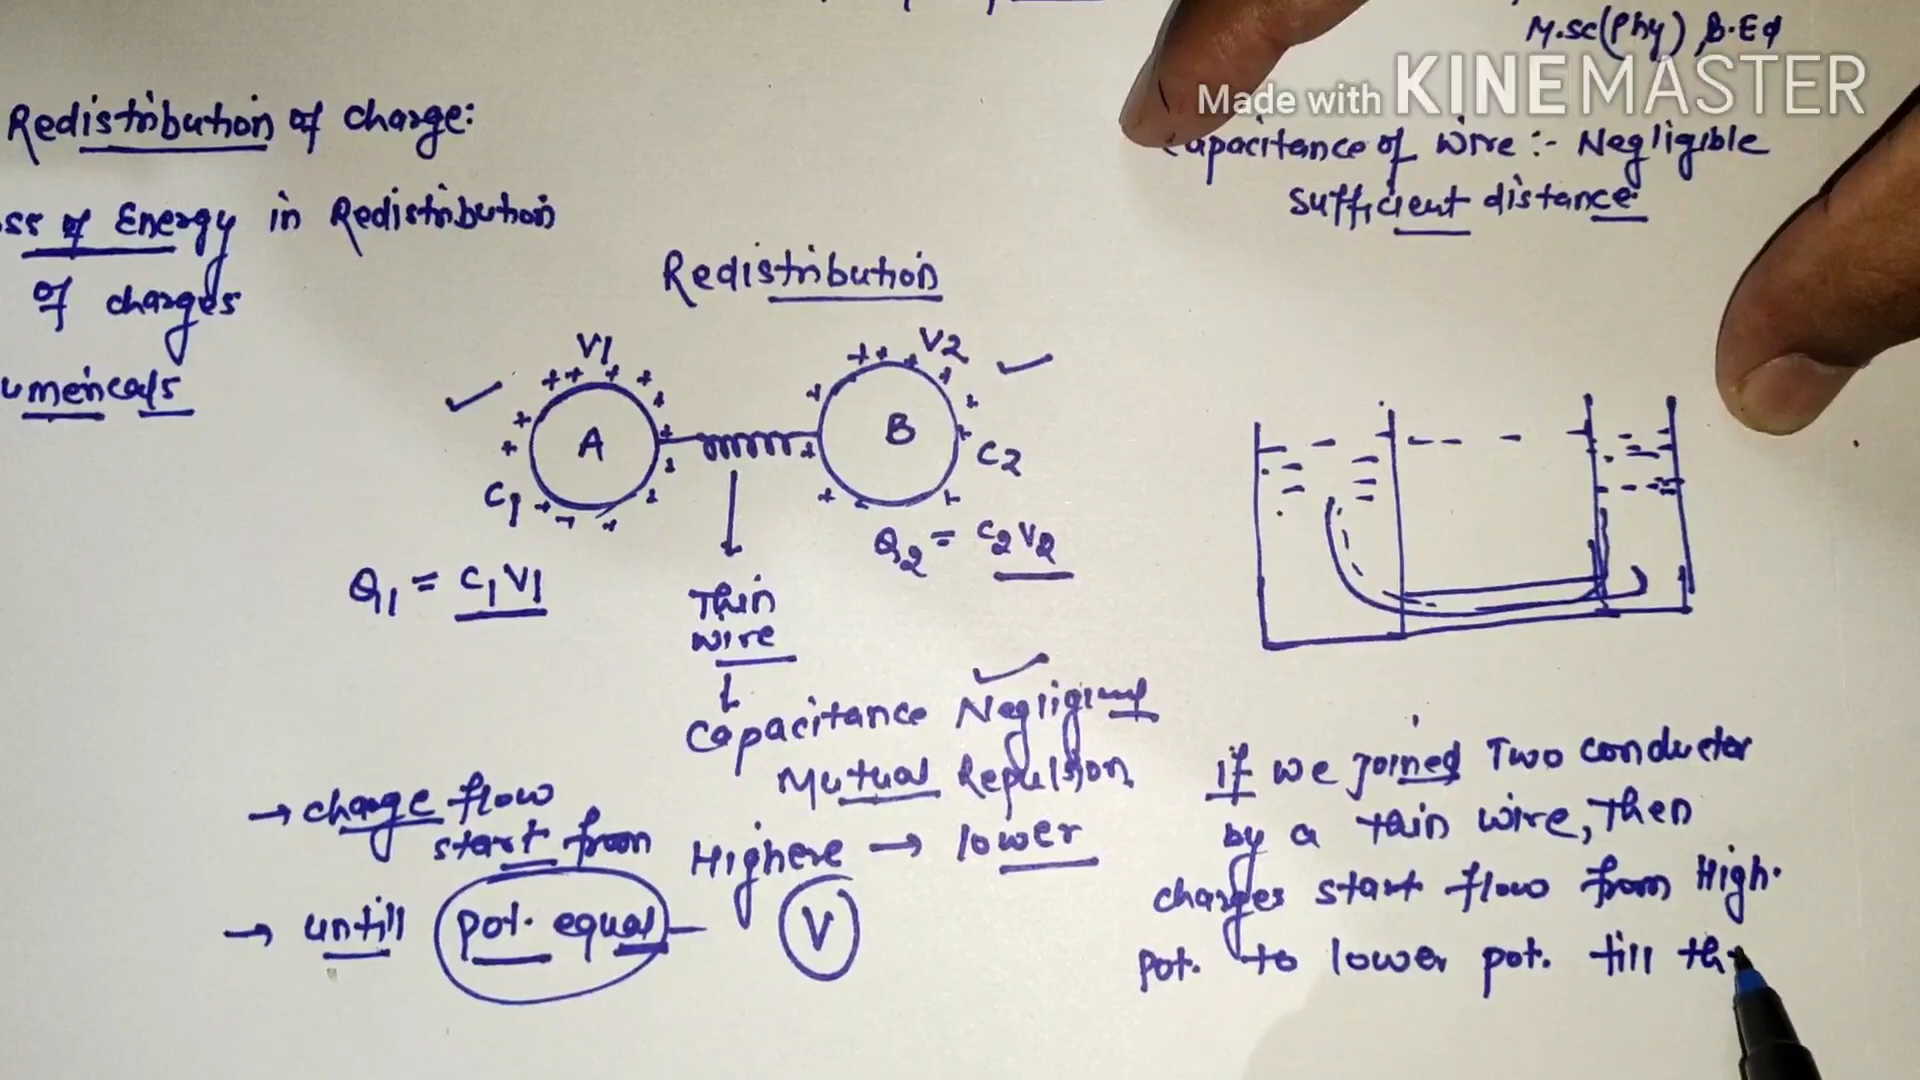 M.Sc(Phy), B.Ed
Made with KINEMASTER
Redistribution of charge:
Capacitance of wire :- Negligible
sufficient distance
ss of Energy in Redistribution
of charges
umericals
Redistribution
V1
V2
A
B
C1
C2
Q1 = C1V1
Q2 = C2V2
Thin
wire
Capacitance
Mutual Repulsion
→ charge flow
start from
Highere → lower
→ untill pot. equal - V
if we joined Two conductor
by a thin wire, Then
charges start flow from High.
pot. to lower pot. till th